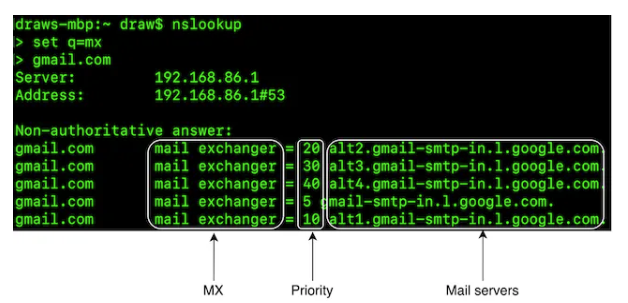 draws-mbp:~ draw$ nslookup
> set q=mx
> gmail.com
Server: 192.168.86.1
Address: 192.168.86.1#53
Non-authoritative answer:
gmail.com mail exchanger = 20 alt2.gmail-smtp-in.l.google.com.
gmail.com mail exchanger = 30 alt3.gmail-smtp-in.l.google.com.
gmail.com mail exchanger = 40 alt4.gmail-smtp-in.l.google.com.
gmail.com mail exchanger = 5 gmail-smtp-in.l.google.com.
gmail.com mail exchanger = 10 alt1.gmail-smtp-in.l.google.com.
MX Priority Mail servers